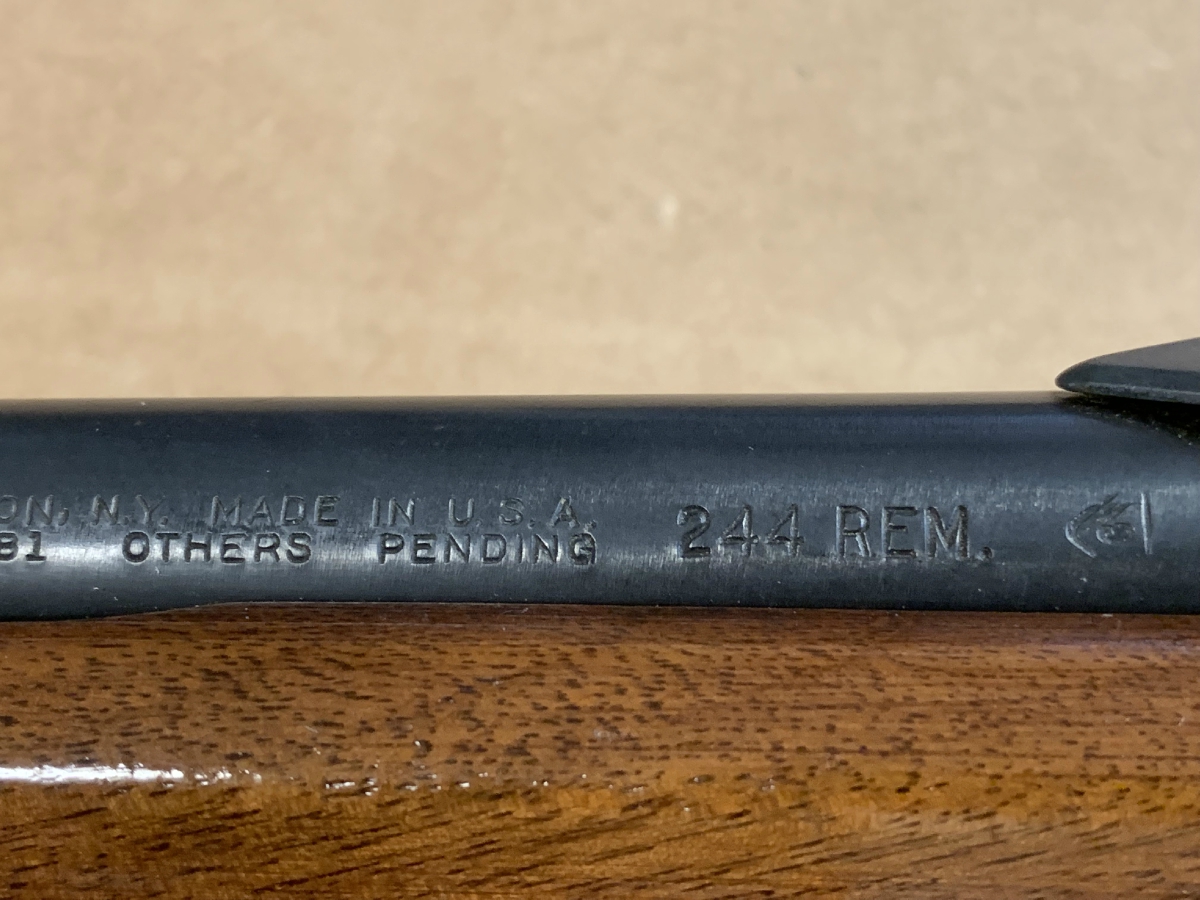 ON, N.Y. MADE IN U.S.A.
81 OTHERS PENDING
244 REM.